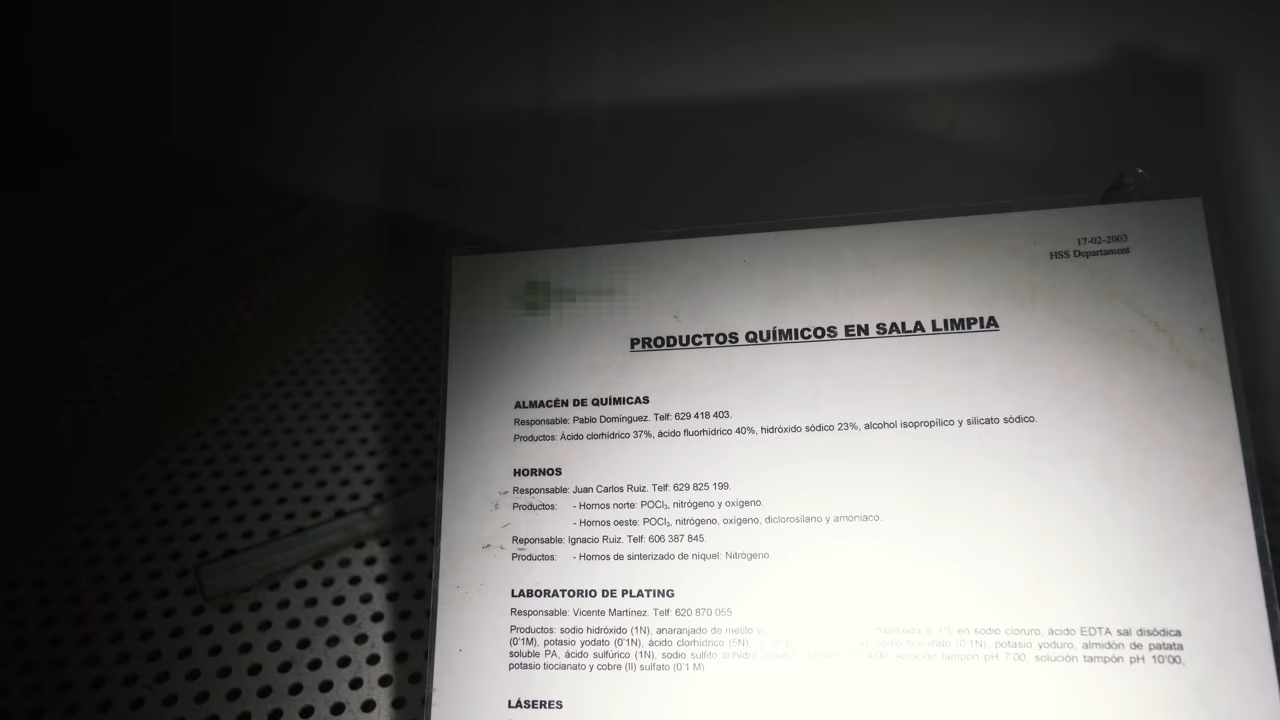 17-02-2003
HSS Departament
PRODUCTOS QUÍMICOS EN SALA LIMPIA
ALMACÉN DE QUÍMICAS
Responsable: Pablo Domínguez. Telf: 629 418 403.
Productos: Ácido clorhídrico 37%, ácido fluorhídrico 40%, hidróxido sódico 23%, alcohol isopropílico y silicato sódico.
HORNOS
Responsable: Juan Carlos Ruiz. Telf: 629 825 199.
Productos: - Hornos norte: POCl₃, nitrógeno y oxígeno.
- Hornos oeste: POCl₃, nitrógeno, oxígeno, diclorosilano y amoniaco.
Reponsable: Ignacio Ruiz. Telf: 606 387 845.
Productos: - Hornos de sinterizado de níquel: Nitrógeno
LABORATORIO DE PLATING
Responsable: Vicente Martínez. Telf: 620 870 055
Productos: sodio hidróxido (1N), anaranjado de metilo al 1% en sodio cloruro, ácido EDTA sal disódica
(0'1M), potasio yodato (0'1N), ácido clorhídrico (5N), sodio tiosulfato (0'1N), potasio yoduro, almidón de patata
soluble PA, ácido sulfúrico (1N), sodio sulfito anhidro, solución tampón pH 7'00, solución tampón pH 10'00,
potasio tiocianato y cobre (II) sulfato (0'1 M)
LÁSERES